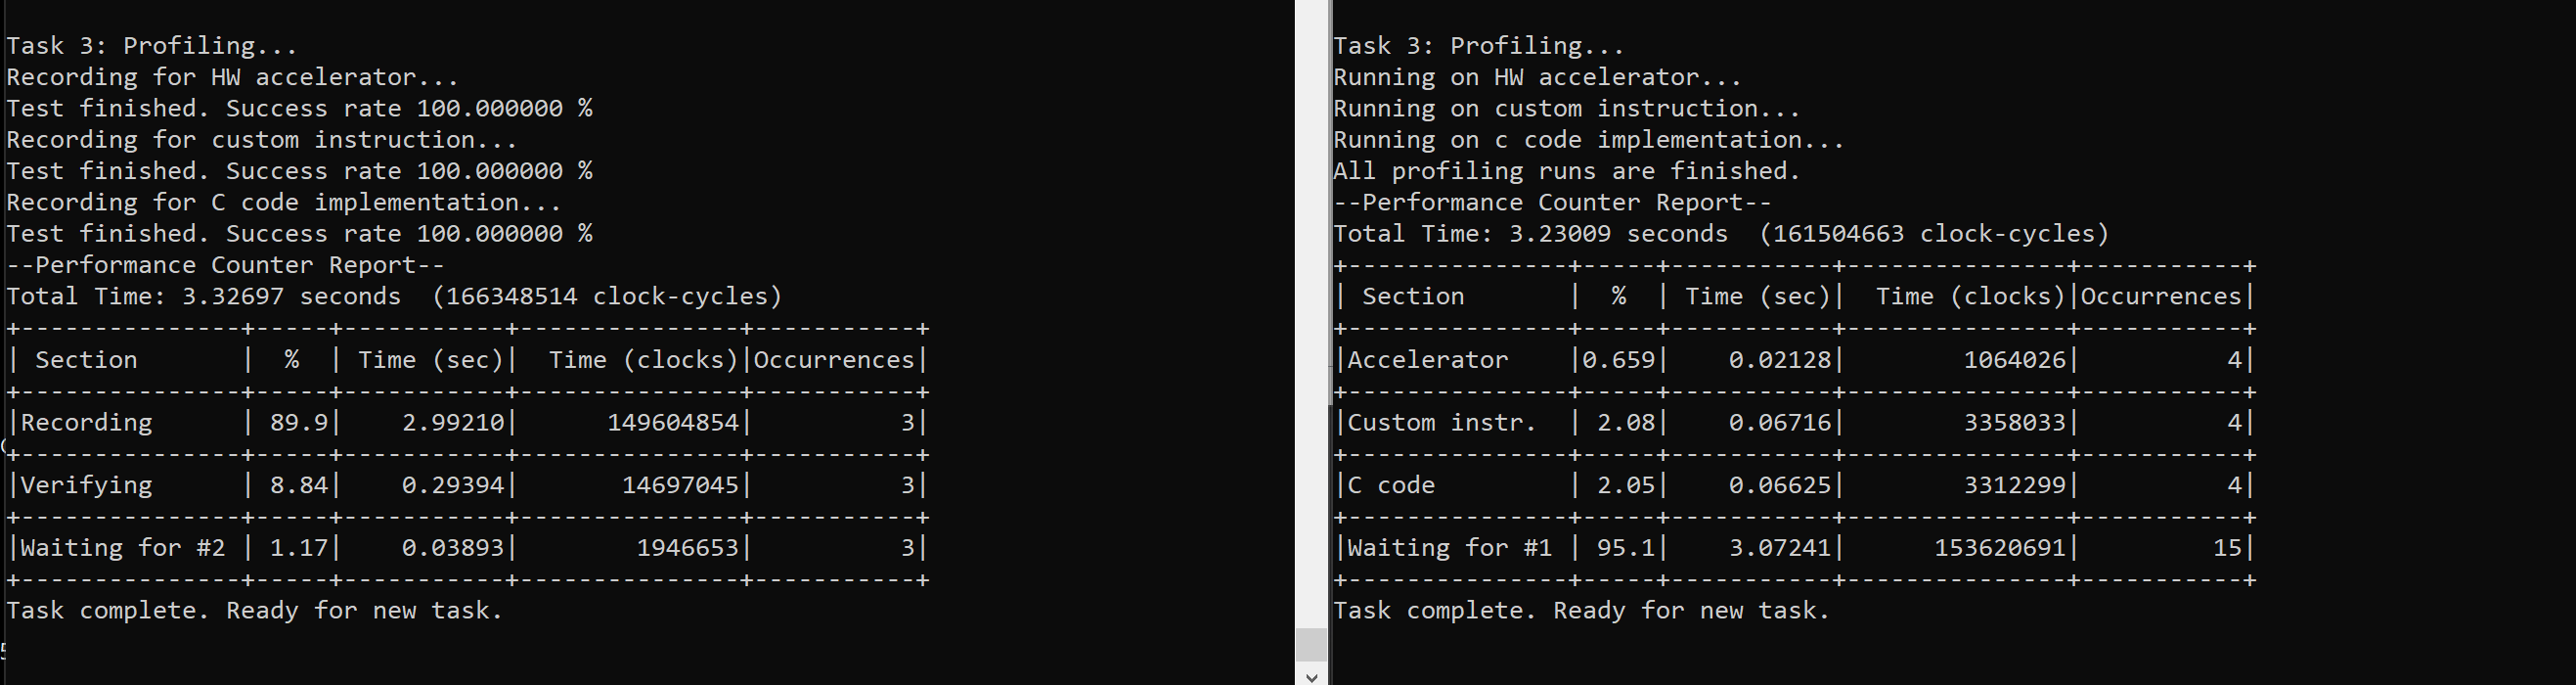 Task 3: Profiling...
Recording for HW accelerator...
Test finished. Success rate 100.000000 %
Recording for custom instruction...
Test finished. Success rate 100.000000 %
Recording for C code implementation...
Test finished. Success rate 100.000000 %
--Performance Counter Report--
Total Time: 3.32697 seconds  (166348514 clock-cycles)
+---------------+-----+-----------+---------------+-----------+
| Section       |  %  | Time (sec)|  Time (clocks)|Occurrences|
+---------------+-----+-----------+---------------+-----------+
|Recording      | 89.9|    2.99210|      149604854|          3|
+---------------+-----+-----------+---------------+-----------+
|Verifying      | 8.84|    0.29394|       14697045|          3|
+---------------+-----+-----------+---------------+-----------+
|Waiting for #2 | 1.17|    0.03893|        1946653|          3|
+---------------+-----+-----------+---------------+-----------+
Task complete. Ready for new task.
Task 3: Profiling...
Running on HW accelerator...
Running on custom instruction...
Running on c code implementation...
All profiling runs are finished.
--Performance Counter Report--
Total Time: 3.23009 seconds  (161504663 clock-cycles)
+---------------+-----+-----------+---------------+-----------+
| Section       |  %  | Time (sec)|  Time (clocks)|Occurrences|
+---------------+-----+-----------+---------------+-----------+
|Accelerator    |0.659|    0.02128|        1064026|          4|
+---------------+-----+-----------+---------------+-----------+
|Custom instr.  | 2.08|    0.06716|        3358033|          4|
+---------------+-----+-----------+---------------+-----------+
|C code         | 2.05|    0.06625|        3312299|          4|
+---------------+-----+-----------+---------------+-----------+
|Waiting for #1 | 95.1|    3.07241|      153620691|         15|
+---------------+-----+-----------+---------------+-----------+
Task complete. Ready for new task.